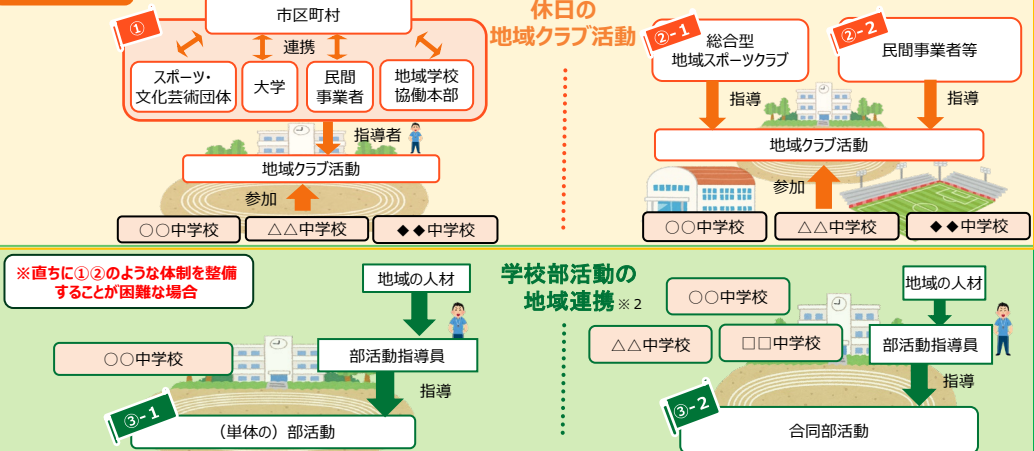 ①
市区町村
連携
スポーツ・
文化芸術団体
大学
民間
事業者
地域学校
協働本部
指導者
地域クラブ活動
参加
○○中学校
△△中学校
◆◆中学校
休日の
地域クラブ活動
②-1
総合型
地域スポーツクラブ
②-2
民間事業者等
指導
指導
地域クラブ活動
参加
○○中学校
△△中学校
◆◆中学校
※直ちに①②のような体制を整備
することが困難な場合
学校部活動の
地域連携※2
地域の人材
○○中学校
部活動指導員
指導
③-1
（単体の）部活動
○○中学校
△△中学校
□□中学校
地域の人材
部活動指導員
指導
③-2
合同部活動